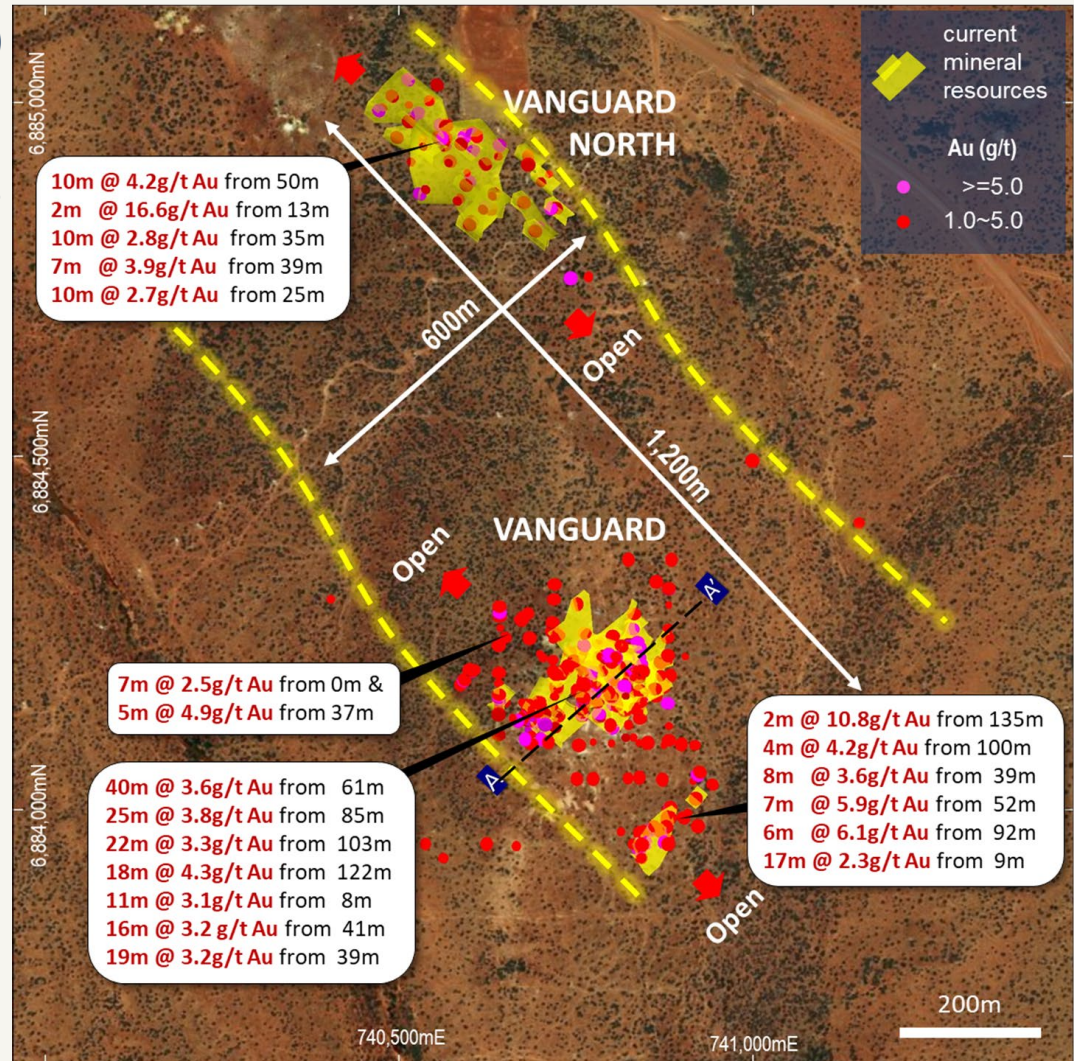 current
mineral
resources
Au (g/t)
>=5.0
1.0~5.0
VANGUARD
NORTH
6,885,000mN
10m @ 4.2g/t Au from 50m
2m @ 16.6g/t Au from 13m
10m @ 2.8g/t Au from 35m
7m @ 3.9g/t Au from 39m
10m @ 2.7g/t Au from 25m
600m
Open
1,200m
6,884,500mN
VANGUARD
Open
A'
7m @ 2.5g/t Au from 0m &
5m @ 4.9g/t Au from 37m
A
40m @ 3.6g/t Au from 61m
25m @ 3.8g/t Au from 85m
22m @ 3.3g/t Au from 103m
18m @ 4.3g/t Au from 122m
11m @ 3.1g/t Au from 8m
16m @ 3.2 g/t Au from 41m
19m @ 3.2g/t Au from 39m
2m @ 10.8g/t Au from 135m
4m @ 4.2g/t Au from 100m
8m @ 3.6g/t Au from 39m
7m @ 5.9g/t Au from 52m
6m @ 6.1g/t Au from 92m
17m @ 2.3g/t Au from 9m
6,884,000mN
Open
200m
740,500mE
741,000mE